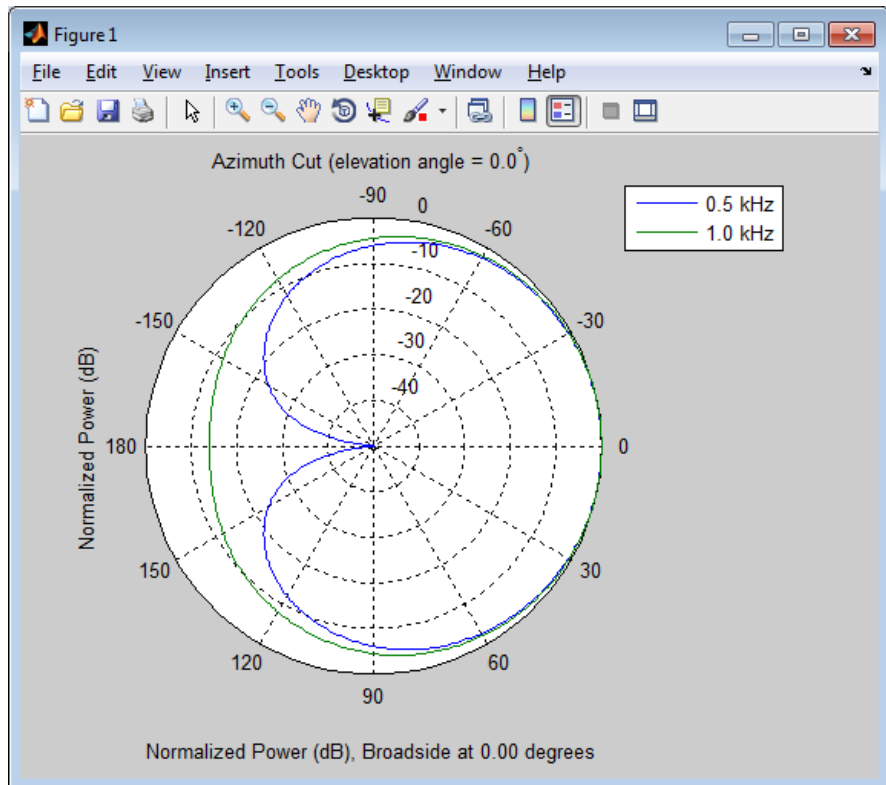 Figure 1
File Edit View Insert Tools Desktop Window Help
Azimuth Cut (elevation angle = 0.0°)
-90
0
-120
-60
0.5 kHz
1.0 kHz
-10
-20
-150
-30
-30
-40
Normalized Power (dB)
180
0
150
30
120
60
90
Normalized Power (dB), Broadside at 0.00 degrees